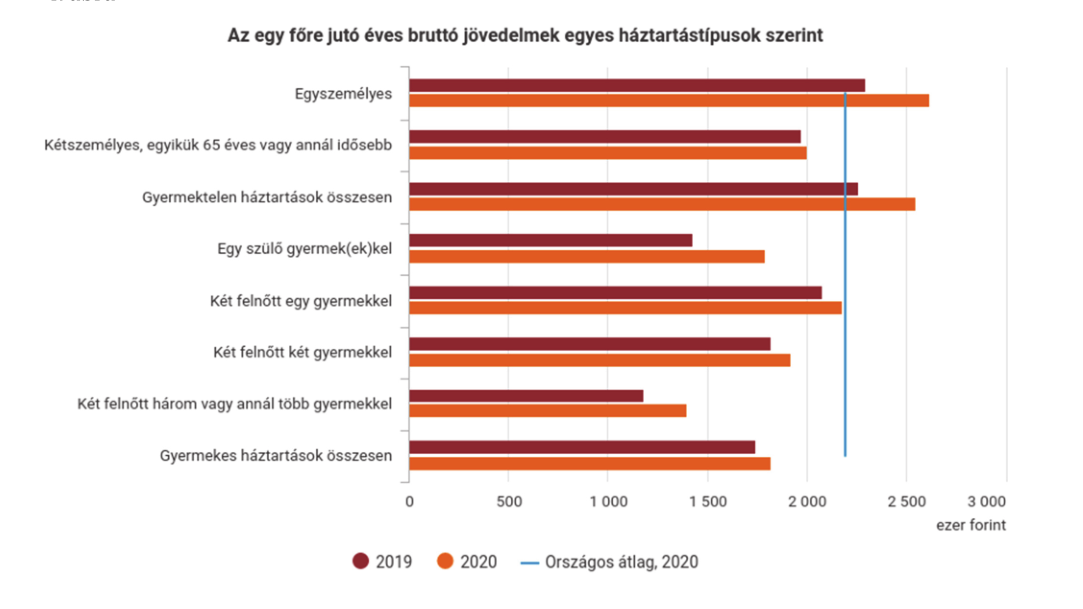 Az egy főre jutó éves bruttó jövedelmek egyes háztartástípusok szerint
Egyszemélyes
Kétszemélyes, egyikük 65 éves vagy annál idősebb
Gyermektelen háztartások összesen
Egy szülő gyermek(ek)kel
Két felnőtt egy gyermekkel
Két felnőtt két gyermekkel
Két felnőtt három vagy annál több gyermekkel
Gyermekes háztartások összesen
0 500 1 000 1 500 2 000 2 500 3 000
ezer forint
2019 2020 Országos átlag, 2020